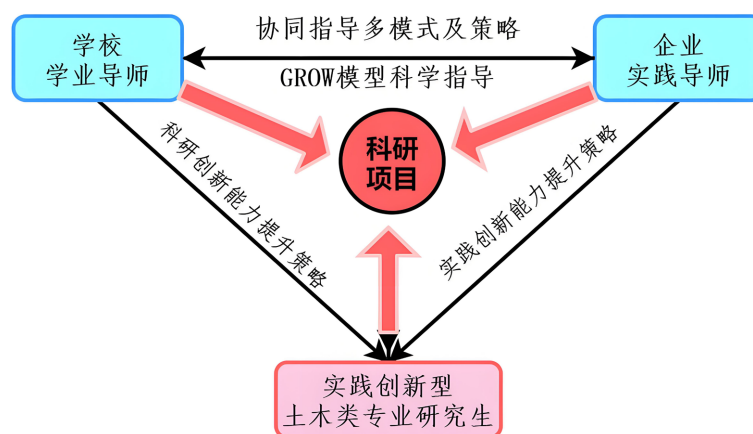 学校
学业导师
协同指导多模式及策略
GROW模型科学指导
企业
实践导师
科研
项目
科研创新能力提升策略
实践创新能力提升策略
实践创新型
土木类专业研究生